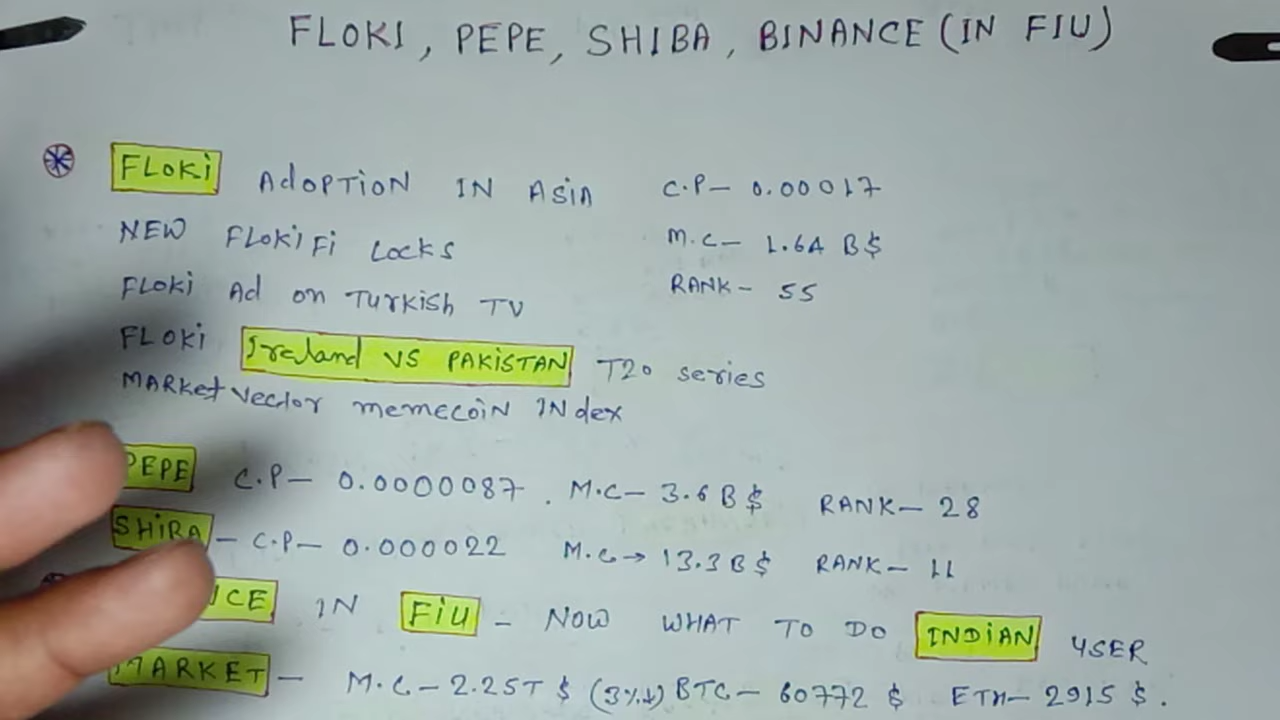 FLOKI, PEPE, SHIBA, BINANCE (IN FIU)
FLOKi AdOPTiON IN ASiA C.P- 0.00017
NEW FLOKiFi LOCKS M.C- 1.64 B$
FLOKi Ad on TURKiSh TV RANK- 55
FLOKi Ireland VS PAKiSTAN T20 series
MARKet Vector memecoiN INdex
PEPE C.P- 0.0000087. M.C- 3.6 B$ RANK- 28
SHiBA - C.P- 0.000022 M.C→ 13.3B$ RANK- 11
NCE IN FiU - NOW WHAT TO DO INDiAN USER
MARKET - M.C- 2.25T $ (3%↓) BTC- 60772 $ ETH- 2915 $.